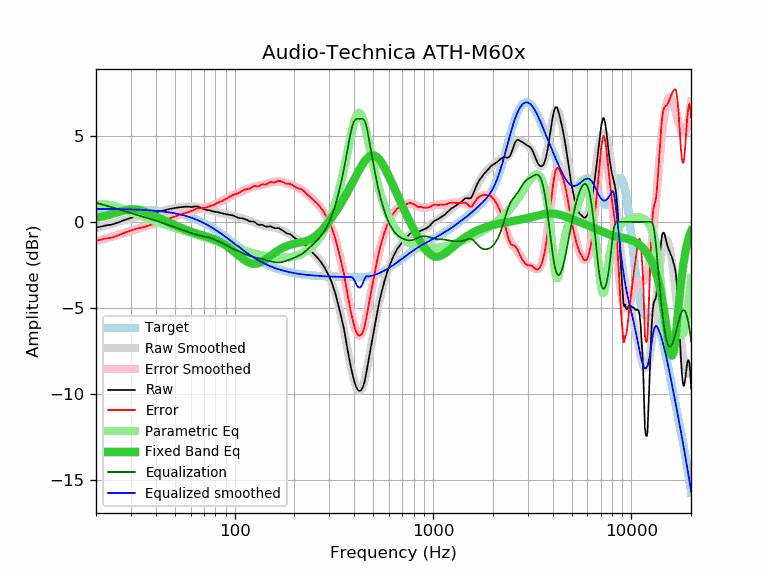 Audio-Technica ATH-M60x
Amplitude (dBr)
5
0
−5
−10
−15
Target
Raw Smoothed
Error Smoothed
Raw
Error
Parametric Eq
Fixed Band Eq
Equalization
Equalized smoothed
100
1000
10000
Frequency (Hz)